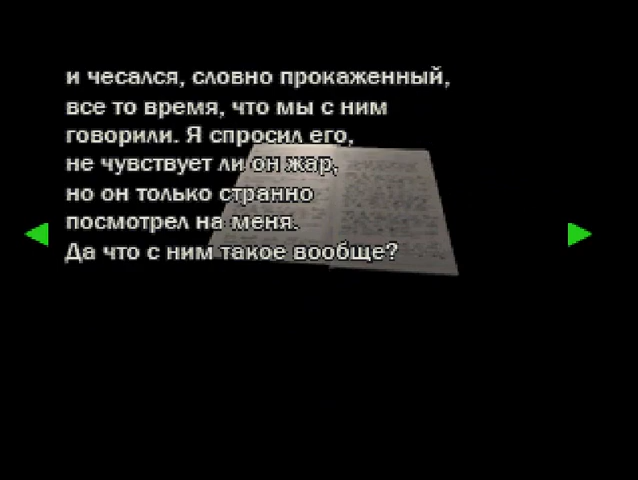 и чесался, словно прокаженный,
все то время, что мы с ним
говорили. Я спросил его,
не чувствует ли он жар,
но он только странно
посмотрел на меня.
Да что с ним такое вообще?